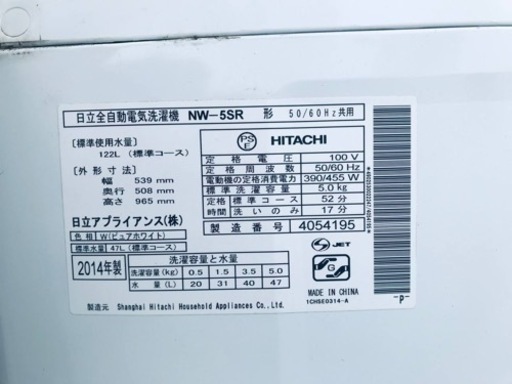 日立全自動電気洗濯機 NW-5SR 形 50/60Hz共用
〔標準使用水量〕
122L (標準コース)
〔外形寸法〕
幅 : 539 mm
奥行 : 508 mm
高さ : 965 mm
日立アプライアンス(株)
色柄 W(ピュアホワイト)
標準水量 47L(標準コース)
PSE HITACHI
定格電圧 100 V
定格周波数 50/60 Hz
電動機の定格消費電力 390/455 W
標準洗濯容量 5.0 kg
定格標準コース 52分
時間洗いのみ 17分
製造番号 4054195
2014年製
洗濯容量と水量
洗濯容量(kg) 0.5 1.5 3.5 5.0
水量(L) 20 31 40 47
S JET
G
MADE IN CHINA
1CHSE0314-A
製造元 Shanghai Hitachi Household Appliances Co., Ltd.
-P-